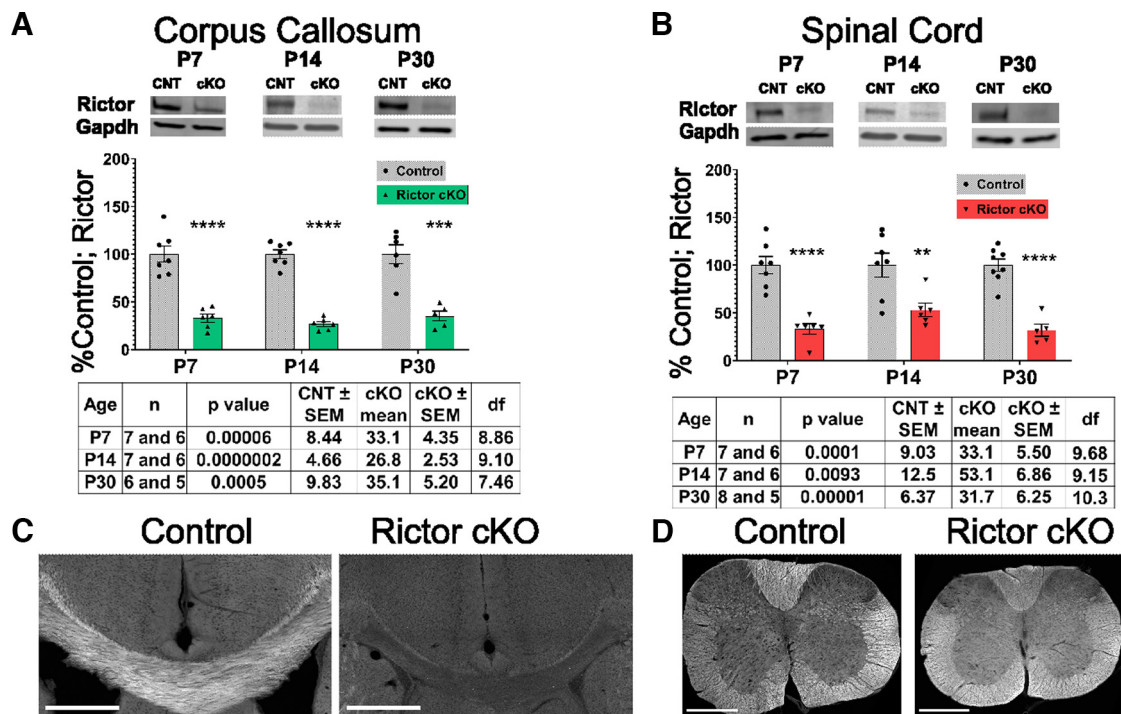 A
Corpus Callosum
P7 P14 P30
CNT cKO CNT cKO CNT cKO
Rictor
Gapdh
%Control; Rictor
200
150
100
50
0
Control
Rictor cKO
**** **** ***
P7 P14 P30
Age n p value CNT ± SEM cKO mean cKO ± SEM df
P7 7 and 6 0.00006 8.44 33.1 4.35 8.86
P14 7 and 6 0.0000002 4.66 26.8 2.53 9.10
P30 6 and 5 0.0005 9.83 35.1 5.20 7.46
B
Spinal Cord
P7 P14 P30
CNT cKO CNT cKO CNT cKO
Rictor
Gapdh
% Control; Rictor
200
150
100
50
0
Control
Rictor cKO
**** ** ****
P7 P14 P30
Age n p value CNT ± SEM cKO mean cKO ± SEM df
P7 7 and 6 0.0001 9.03 33.1 5.50 9.68
P14 7 and 6 0.0093 12.5 53.1 6.86 9.15
P30 8 and 5 0.00001 6.37 31.7 6.25 10.3
C
Control Rictor cKO
D
Control Rictor cKO